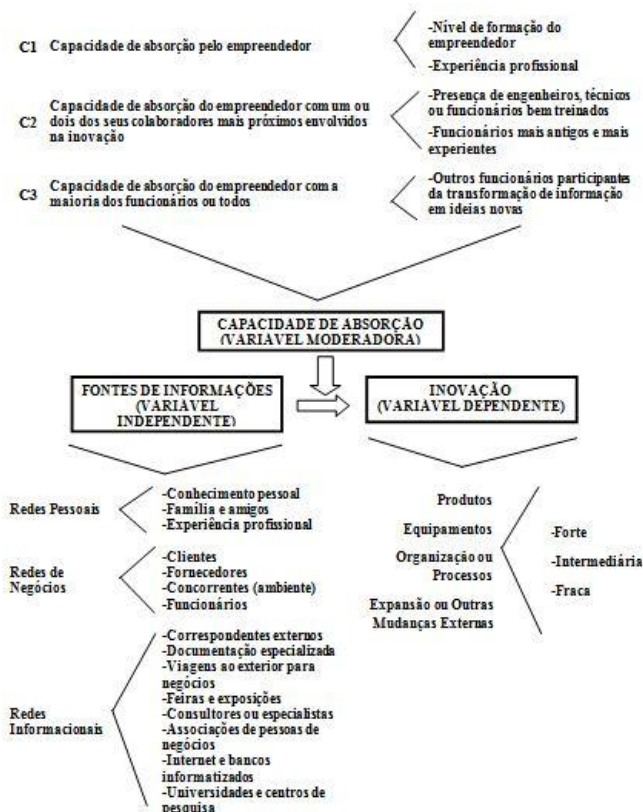 C1 Capacidade de absorção pelo empreendedor
-Nível de formação do
empreendedor
-Experiência profissional
C2 Capacidade de absorção do empreendedor com um ou
dois dos seus colaboradores mais próximos envolvidos
na inovação
-Presença de engenheiros, técnicos
ou funcionários bem treinados
-Funcionários mais antigos e mais
experientes
C3 Capacidade de absorção do empreendedor com a
maioria dos funcionários ou todos
-Outros funcionários participantes
da transformação de informação
em ideias novas
CAPACIDADE DE ABSORÇÃO
(VARIAVEL MODERADORA)
FONTES DE INFORMAÇÕES
(VARIAVEL
INDEPENDENTE)
INOVAÇÃO
(VARIAVEL DEPENDENTE)
Redes Pessoais
-Conhecimento pessoal
-Família e amigos
-Experiência profissional
Redes de
Negócios
-Clientes
-Fornecedores
-Concorrentes (ambiente)
-Funcionários
Redes
Informacionais
-Correspondentes externos
-Documentação especializada
-Viagens ao exterior para
negócios
-Feiras e exposições
-Consultores ou especialistas
-Associações de pessoas de
negócios
-Internet e bancos
informatizados
-Universidades e centros de
pesquisa
Produtos
Equipamentos
Organização ou
Processos
Expansão ou Outras
Mudanças Externas
-Forte
-Intermediária
-Fraca